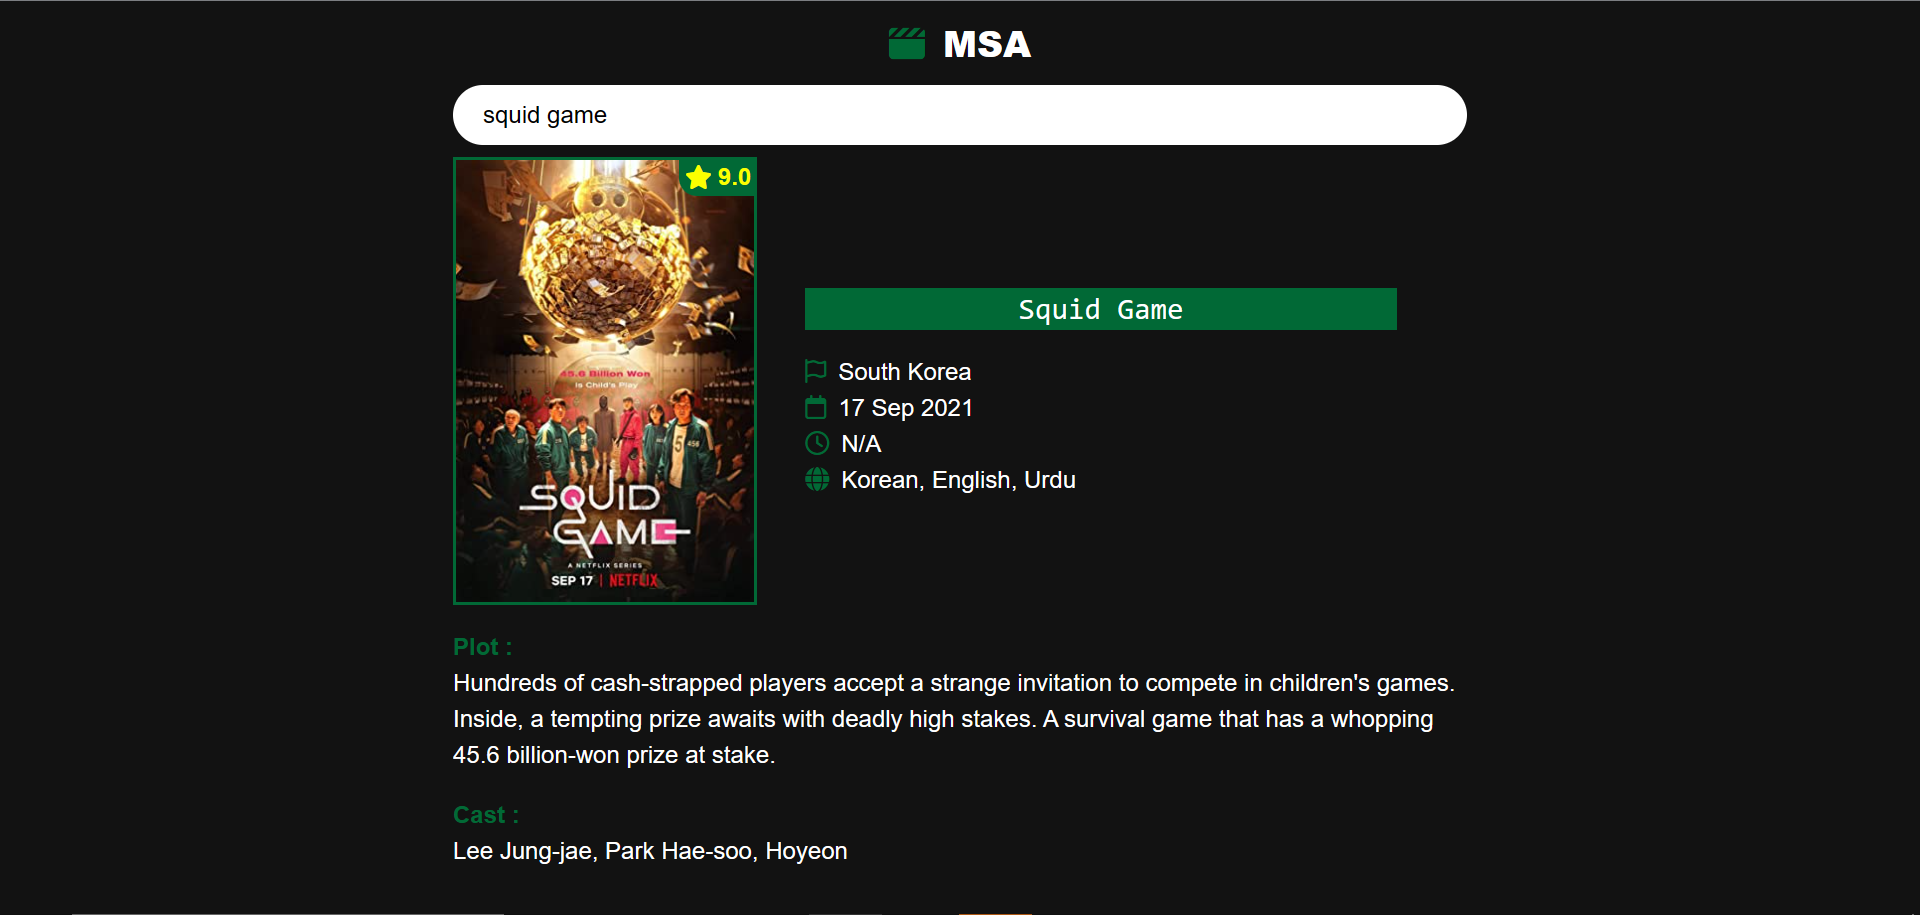 MSA
squid game
9.0
45.6 Billion Won
Is Child's Play
456
SQUID
GAME
A NETFLIX SERIES
SEP 17 | NETFLIX
Squid Game
South Korea
17 Sep 2021
N/A
Korean, English, Urdu
Plot :
Hundreds of cash-strapped players accept a strange invitation to compete in children's games.
Inside, a tempting prize awaits with deadly high stakes. A survival game that has a whopping
45.6 billion-won prize at stake.
Cast :
Lee Jung-jae, Park Hae-soo, Hoyeon